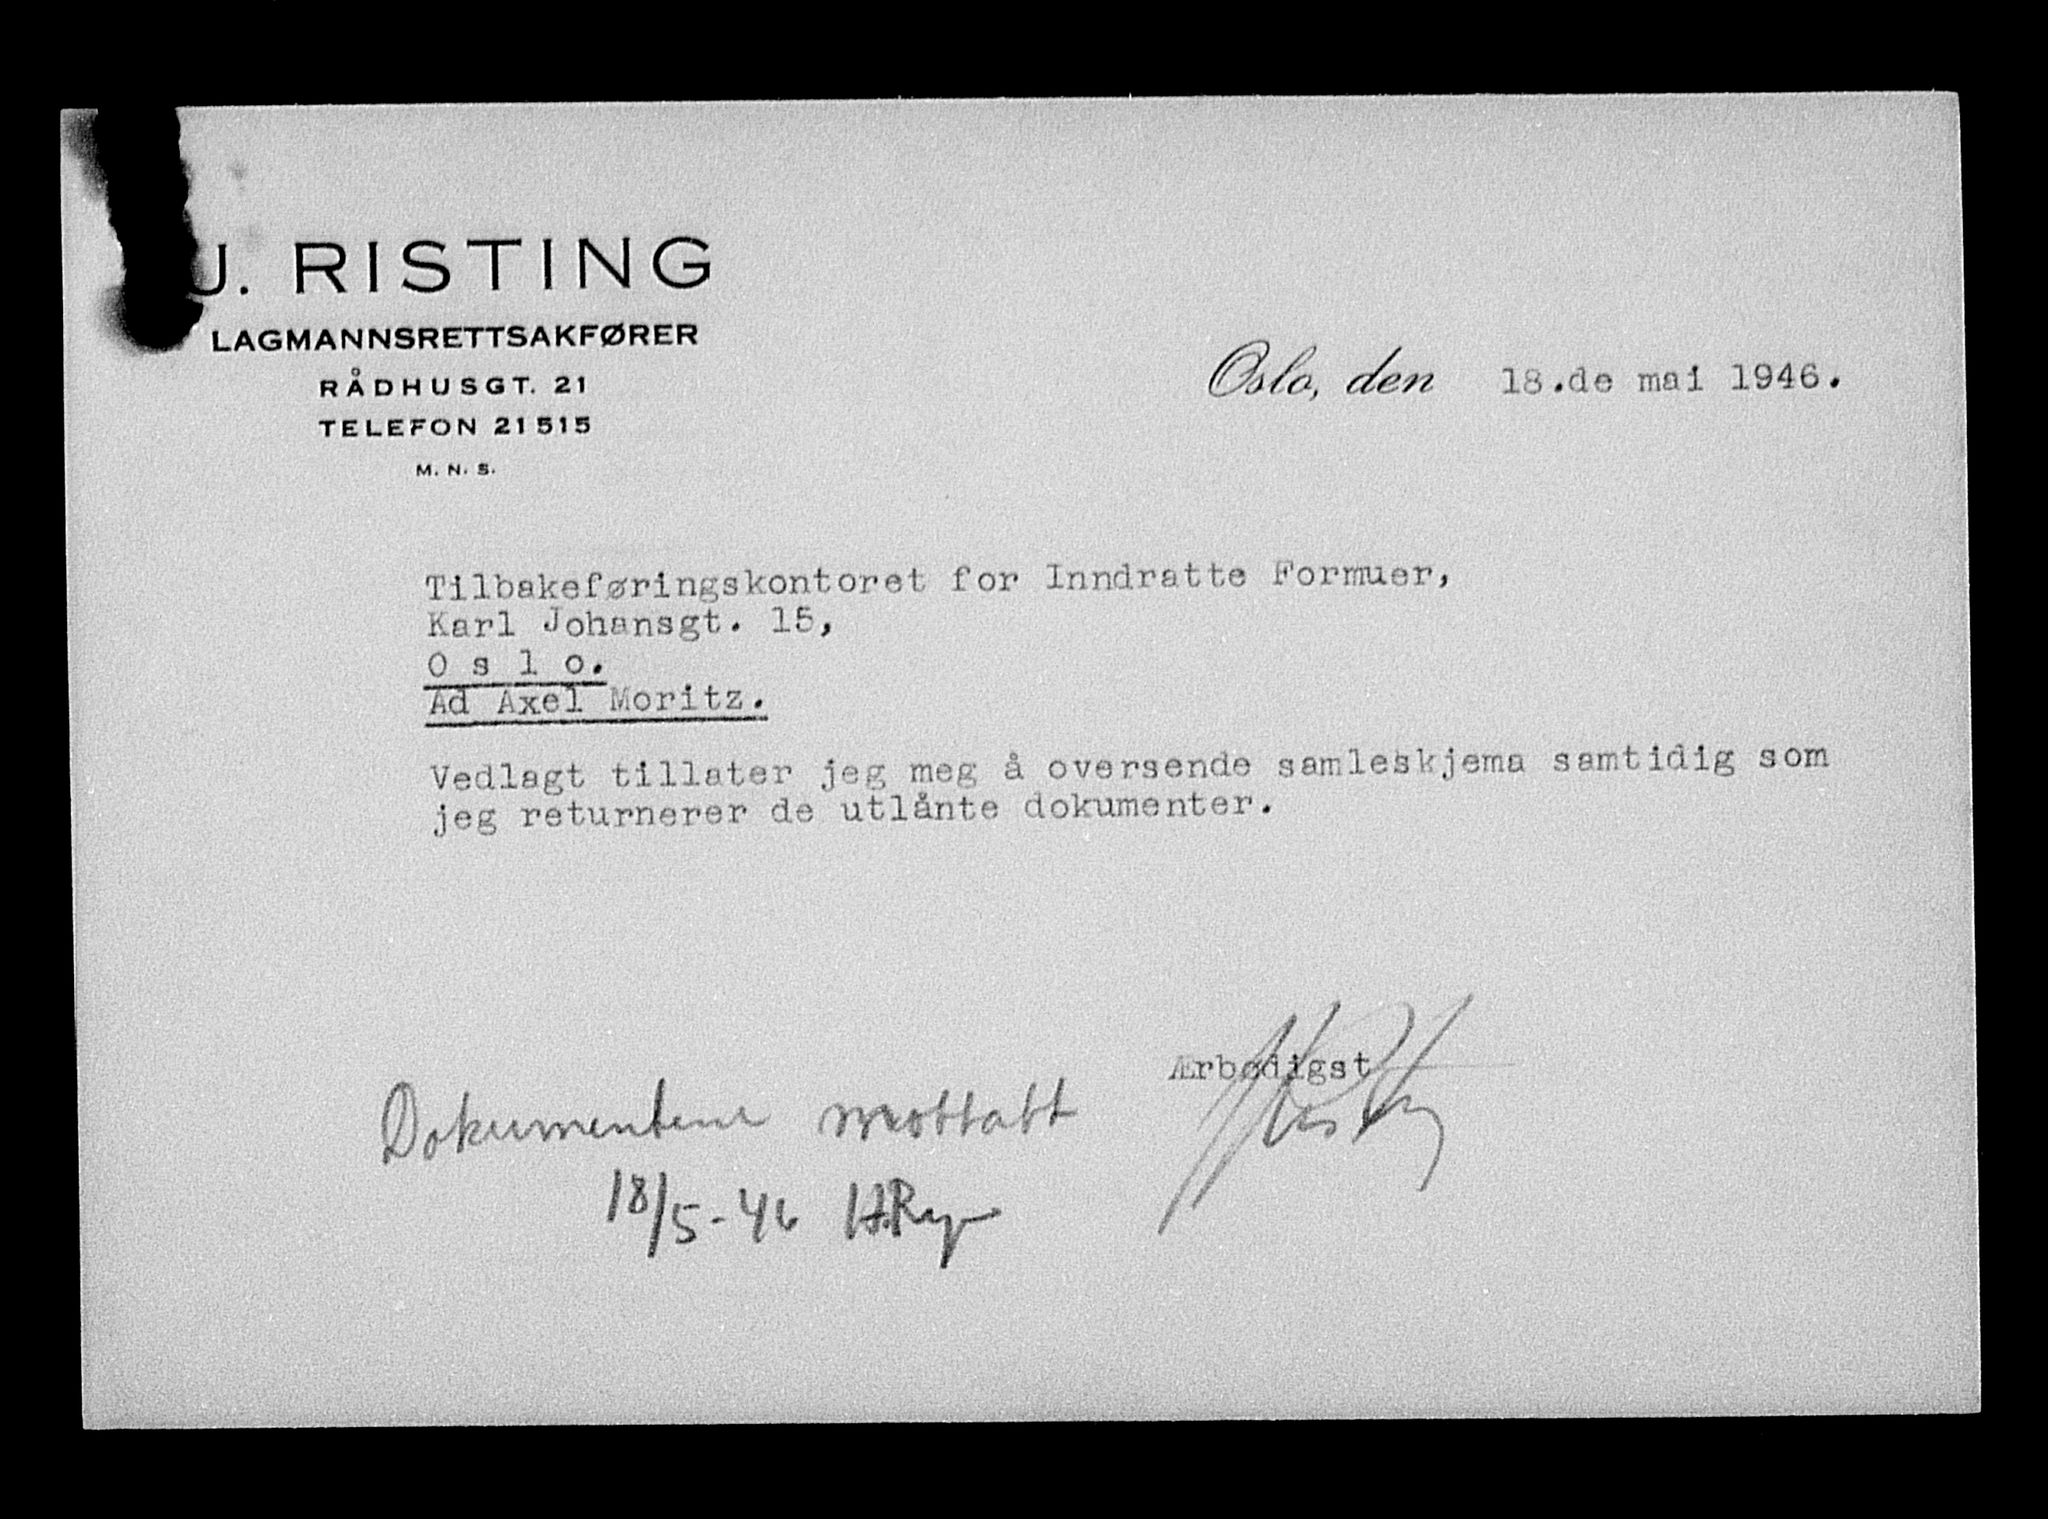 J. RISTING
LAGMANNSRETTSAKFØRER
RÅDHUSGT. 21
TELEFON 21515
M. N. S.
Oslo, den 18.de mai 1946.
Tilbakeføringskontoret for Inndratte Formuer,
Karl Johansgt. 15,
O s l o.
Ad Axel Moritz.
Vedlagt tillater jeg meg å oversende samleskjema samtidig som
jeg returnerer de utlånte dokumenter.
Ærbødigst
Dokumentene mottatt
18/5-46